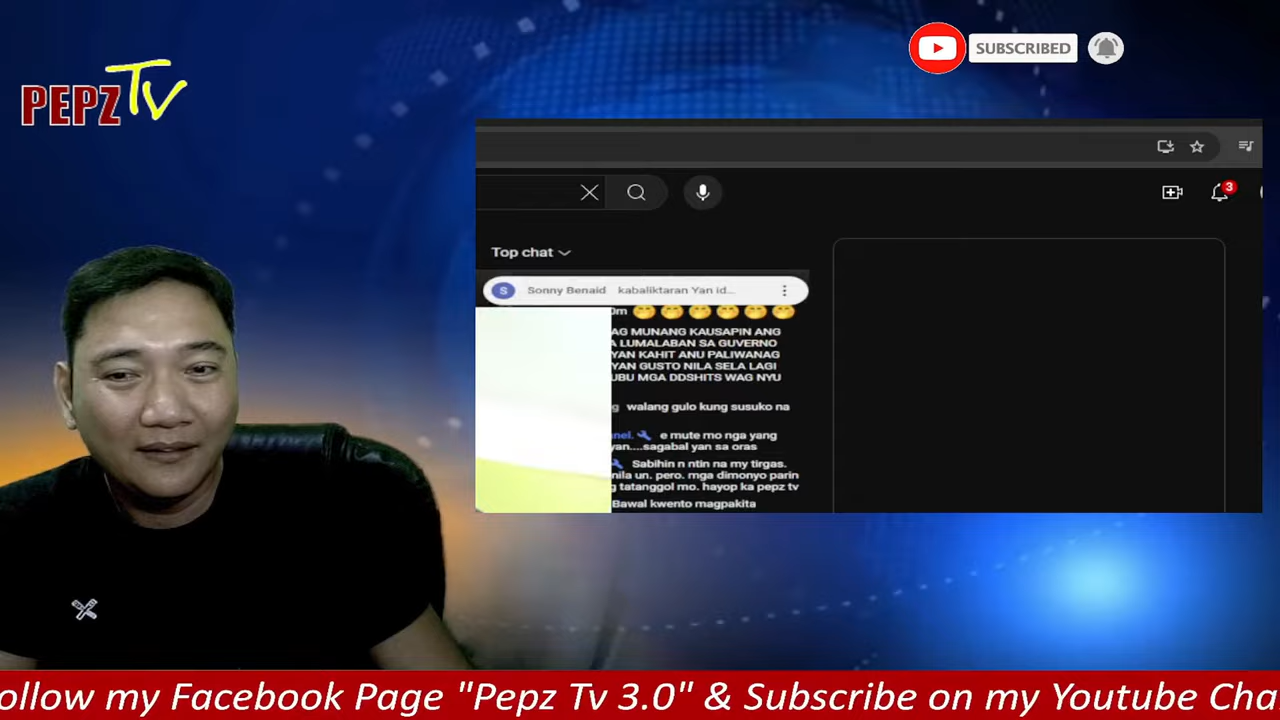 PEPZ TV
SUBSCRIBED
3
Top chat
S Sonny Benaid kabaliktaran Yan id...
0m
AG MUNANG KAUSAPIN ANG
A LUMALABAN SA GUVERNO
YAN KAHIT ANU PALIWANAG
YAN GUSTO NILA SELA LAGI
UBU MGA DDSHITS WAG NYU
g walang gulo kung susuko na
nel. e mute mo nga yang
yan....sagabal yan sa oras
Sabihin n ntin na my tirgas.
nila un. pero. mga dimonyo parin
g tatanggol mo. hayop ka pepz tv
Bawal kwento magpakita
ollow my Facebook Page "Pepz Tv 3.0" & Subscribe on my Youtube Cha